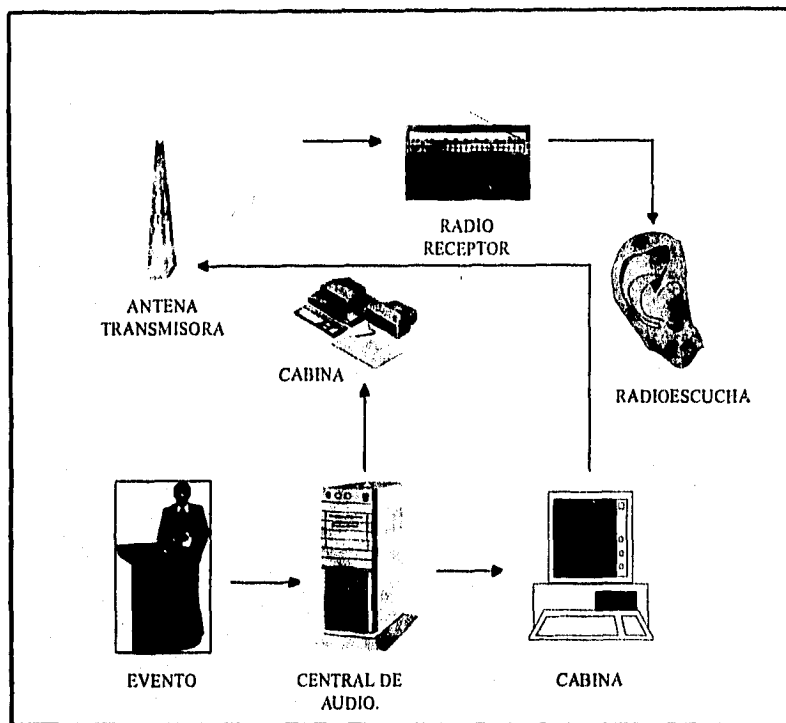 RADIO
RECEPTOR
ANTENA
TRANSMISORA
CABINA
RADIOESCUCHA
EVENTO
CENTRAL DE
AUDIO.
CABINA